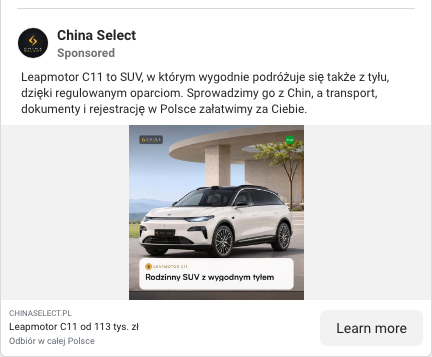 China Select
Sponsored
Leapmotor C11 to SUV, w którym wygodnie podróżuje się także z tyłu,
dzięki regulowanym oparciom. Sprowadzimy go z Chin, a transport,
dokumenty i rejestrację w Polsce załatwimy za Ciebie.
LEAPMOTOR C11
Rodzinny SUV z wygodnym tyłem
CHINASELECT.PL
Leapmotor C11 od 113 tys. zł
Odbiór w całej Polsce
Learn more